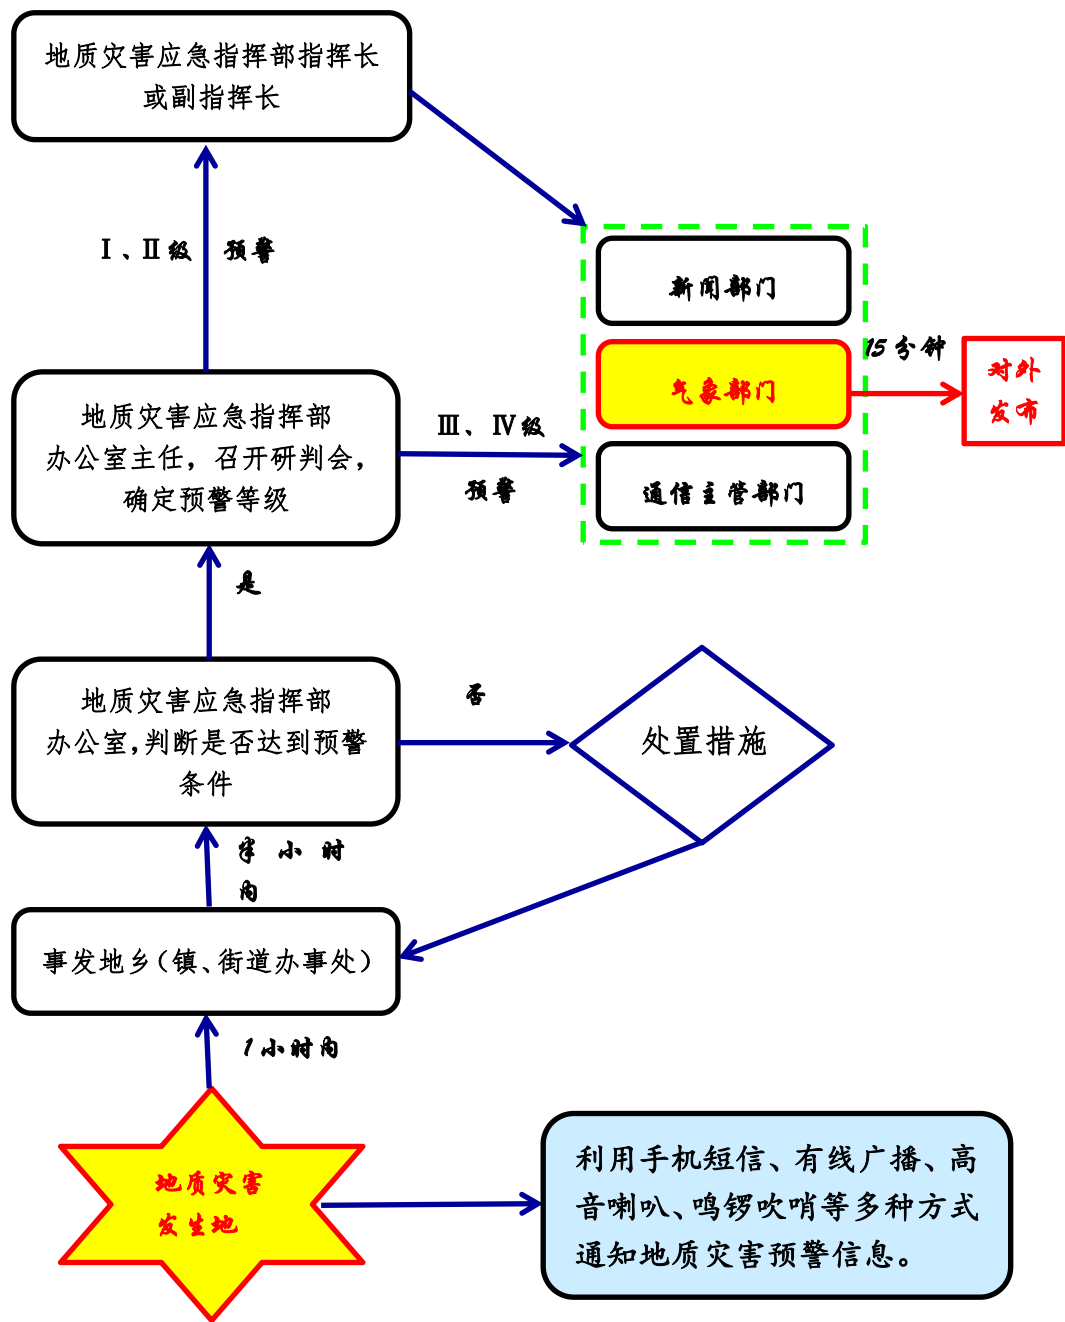 地质灾害应急指挥部指挥长
或副指挥长
Ⅰ、Ⅱ级 预警
新闻部门
气象部门
15分钟
对外
发布
通信主管部门
地质灾害应急指挥部
办公室主任，召开研判会，
确定预警等级
Ⅲ、Ⅳ级
预警
是
地质灾害应急指挥部
办公室，判断是否达到预警
条件
否
处置措施
半小时
内
事发地乡（镇、街道办事处）
1小时内
地质灾害
发生地
利用手机短信、有线广播、高
音喇叭、鸣锣吹哨等多种方式
通知地质灾害预警信息。